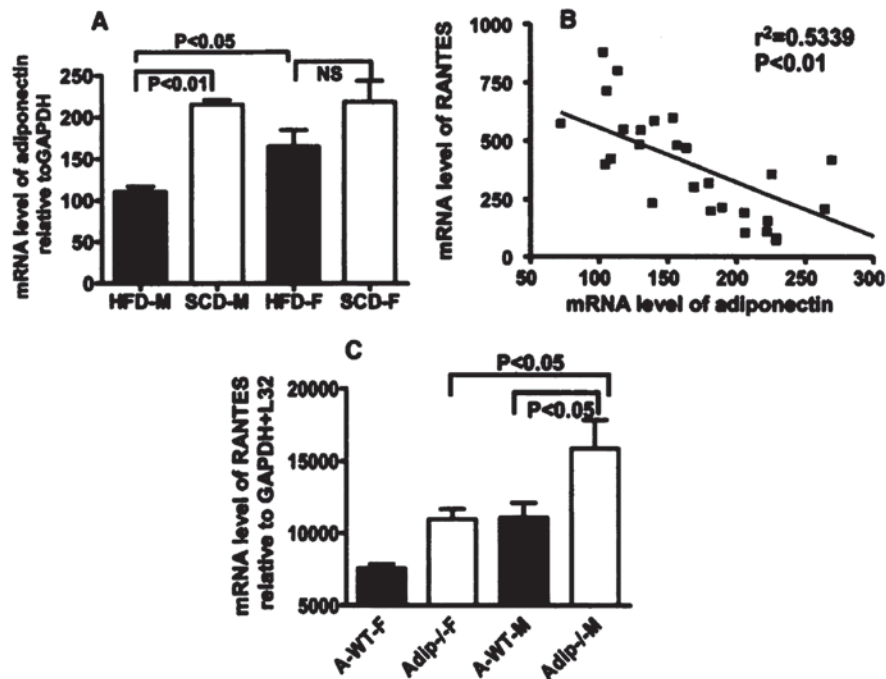 A
P<0.05
P<0.01
NS
mRNA level of adiponectin
relative toGAPDH
250
200
150
100
50
0
HFD-M SCD-M HFD-F SCD-F
B
r²=0.5339
P<0.01
mRNA level of RANTES
1000
750
500
250
0
50 100 150 200 250 300
mRNA level of adiponectin
C
P<0.05
P<0.05
mRNA level of RANTES
relative to GAPDH+L32
20000
15000
10000
5000
A-WT-F Adip-/-F A-WT-M Adip-/-M